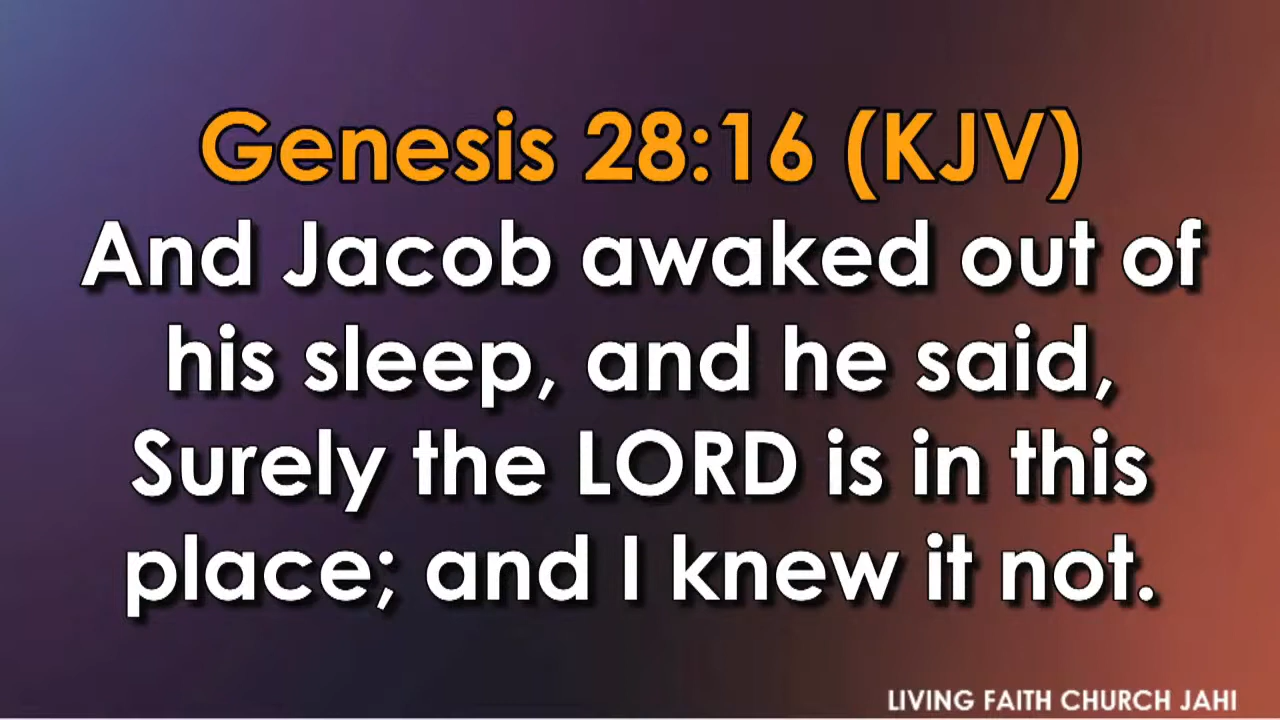 Genesis 28:16 (KJV)
And Jacob awaked out of
his sleep, and he said,
Surely the LORD is in this
place; and I knew it not.
LIVING FAITH CHURCH JAHI